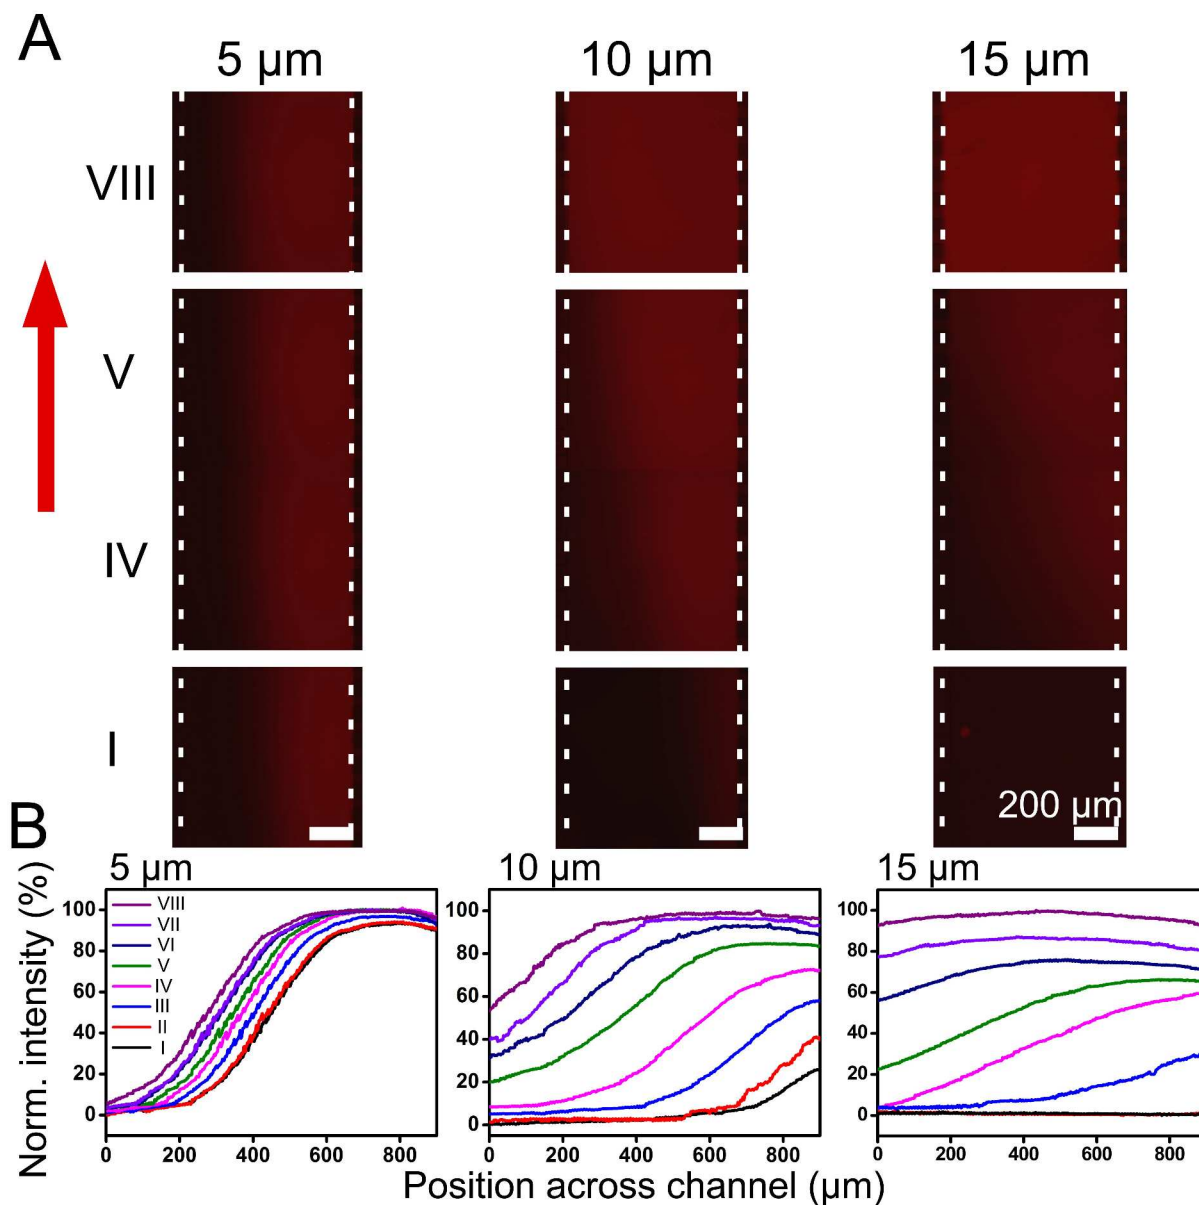 A
5 µm 10 µm 15 µm
VIII
V
IV
I
200 µm
B
5 µm 10 µm 15 µm
Norm. intensity (%)
100
80
60
40
20
0
VIII
VII
VI
V
IV
III
II
I
100
80
60
40
20
0
100
80
60
40
20
0
0 200 400 600 800 0 200 400 600 800 0 200 400 600 800
Position across channel (µm)